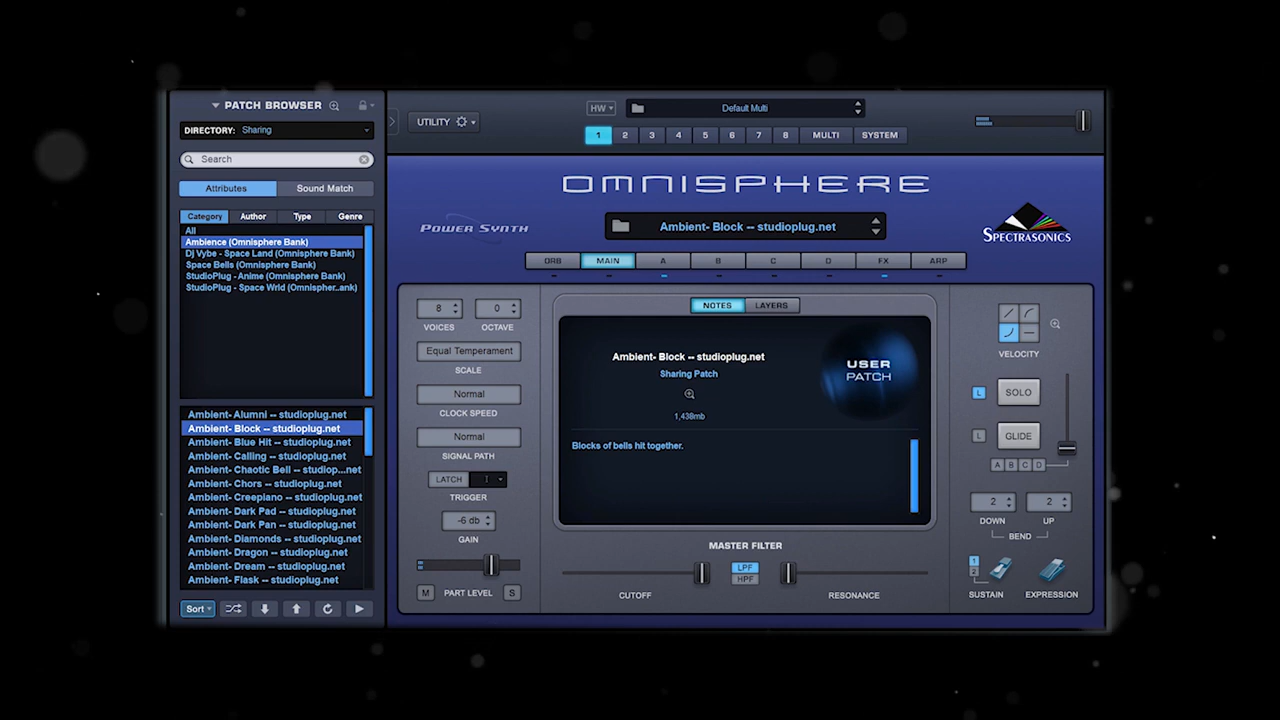 PATCH BROWSER
DIRECTORY: Sharing
Search
Attributes Sound Match
Category Author Type Genre
All
Ambience (Omnisphere Bank)
DJ Vybe - Space Land (Omnisphere Bank)
Space Bells (Omnisphere Bank)
StudioPlug - Anime (Omnisphere Bank)
StudioPlug - Space Wrld (Omnispher..ank)
Ambient- Alumni -- studioplug.net
Ambient- Block -- studioplug.net
Ambient- Blue Hit -- studioplug.net
Ambient- Calling -- studioplug.net
Ambient- Chaotic Bell -- studiop...net
Ambient- Chors -- studioplug.net
Ambient- Creepiano -- studioplug.net
Ambient- Dark Pad -- studioplug.net
Ambient- Dark Pan -- studioplug.net
Ambient- Diamonds -- studioplug.net
Ambient- Dragon -- studioplug.net
Ambient- Dream -- studioplug.net
Ambient- Flask -- studioplug.net
Sort
UTILITY
HW Default Multi
1 2 3 4 5 6 7 8 MULTI SYSTEM
OMNISPHERE
POWER SYNTH
Ambient- Block -- studioplug.net
SPECTRASONICS
ORB MAIN A B C D FX ARP
8 0
VOICES OCTAVE
Equal Temperament
SCALE
Normal
CLOCK SPEED
Normal
SIGNAL PATH
LATCH 1
TRIGGER
-6 db
GAIN
M PART LEVEL S
NOTES LAYERS
Ambient- Block -- studioplug.net
Sharing Patch
1,438mb
USER
PATCH
Blocks of bells hit together.
MASTER FILTER
LPF
HPF
CUTOFF RESONANCE
VELOCITY
L SOLO
L GLIDE
A B C D
2 2
DOWN UP
BEND
1
2
SUSTAIN EXPRESSION